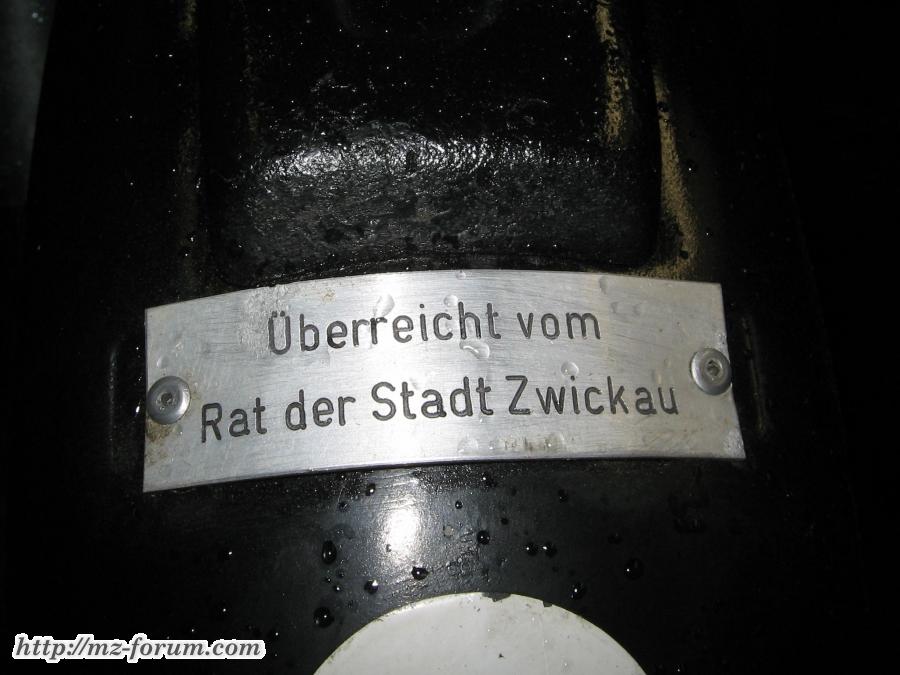 Überreicht vom
Rat der Stadt Zwickau
http://mz-forum.com